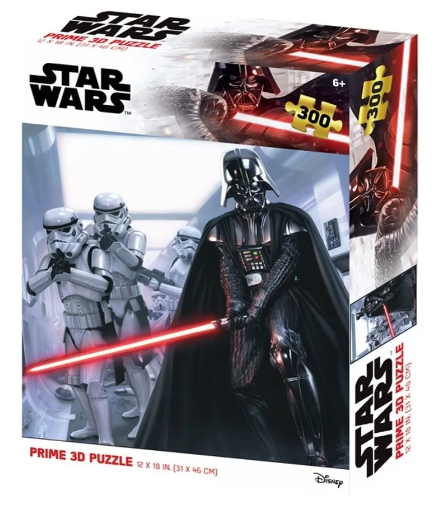 STAR
WARS
PRIME 3D PUZZLE
12 X 18 IN. (31 X 46 CM)
STAR
WARS™
6+
300
300
PRIME 3D PUZZLE 12 X 18 IN. (31 X 46 CM)
Disney
STAR
WARS
PRIME 3D PUZZLE
12 X 18 IN. (31 X 46 CM)